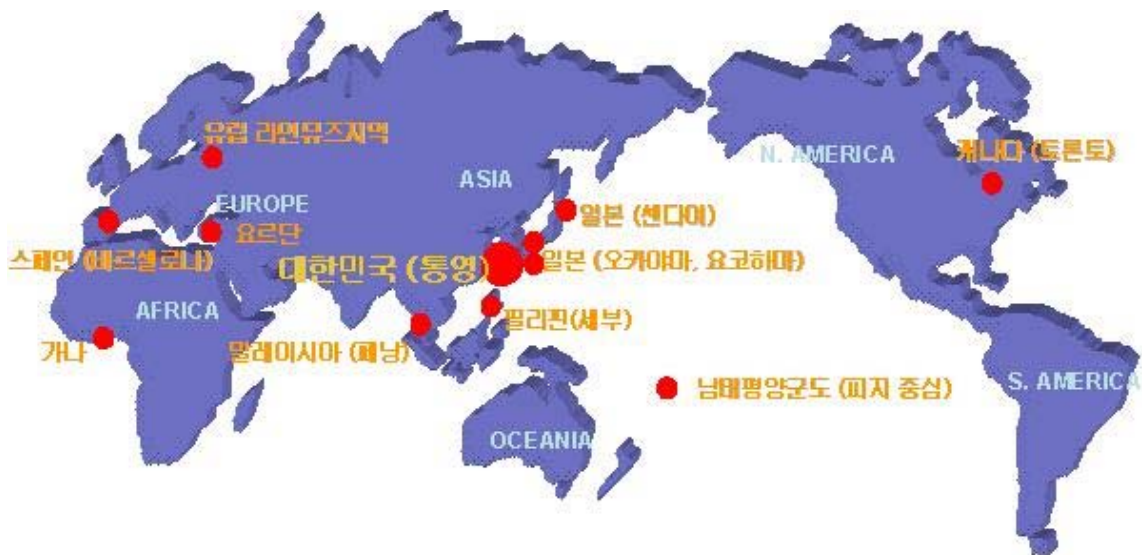 유럽 라인뮤즈지역
N. AMERICA
캐나다 (토론토)
ASIA
EUROPE
일본 (센다이)
요르단
스페인 (바르셀로나)
대한민국 (통영)
일본 (오카야마, 요코하마)
AFRICA
필리핀(세부)
가나
말레이시아 (페낭)
남태평양군도 (피지 중심)
S. AMERICA
OCEANIA